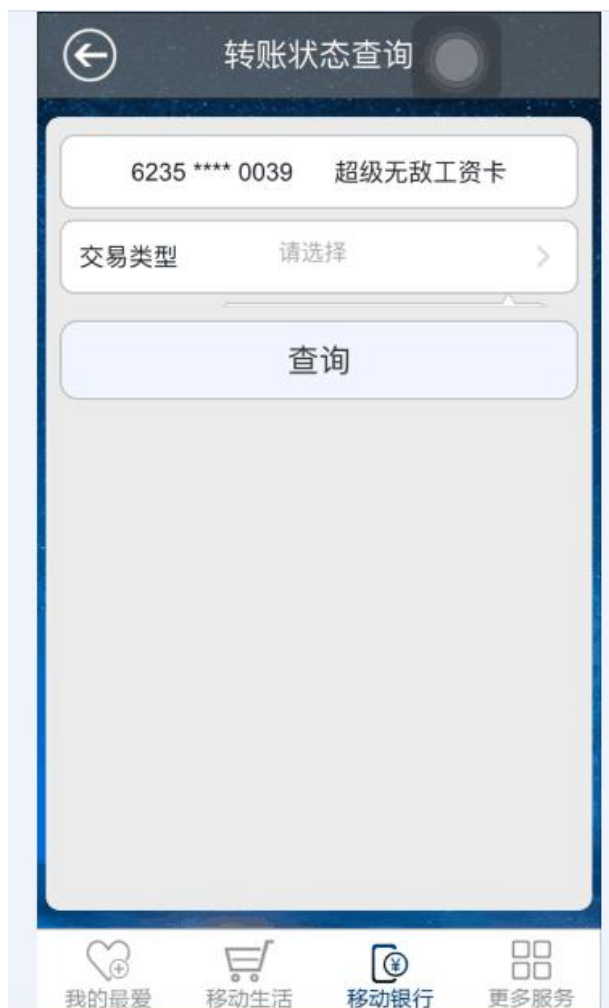 转账状态查询
6235 **** 0039 超级无敌工资卡
交易类型 请选择
查询
我的最爱 移动生活 移动银行 更多服务